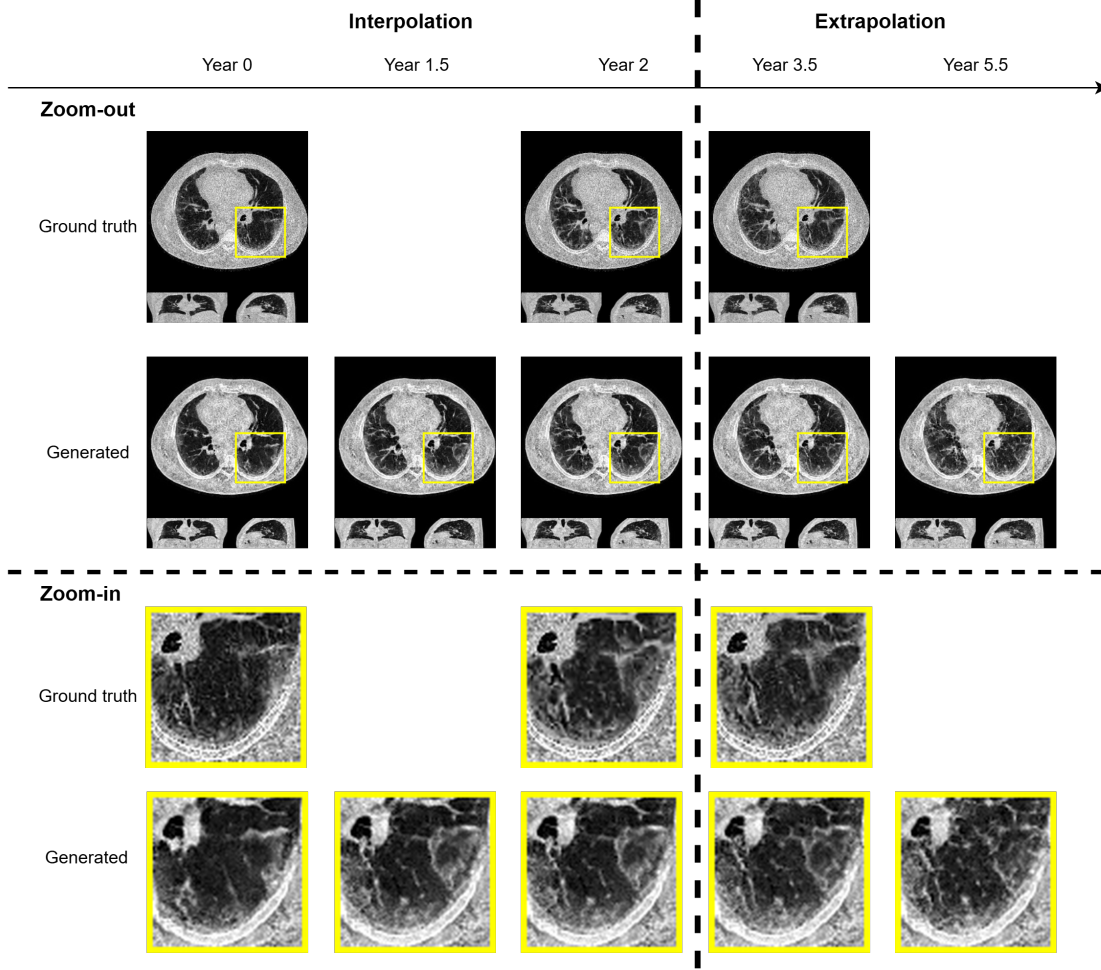 Interpolation
Extrapolation
Year 0
Year 1.5
Year 2
Year 3.5
Year 5.5
Zoom-out
Ground truth
Generated
Zoom-in
Ground truth
Generated